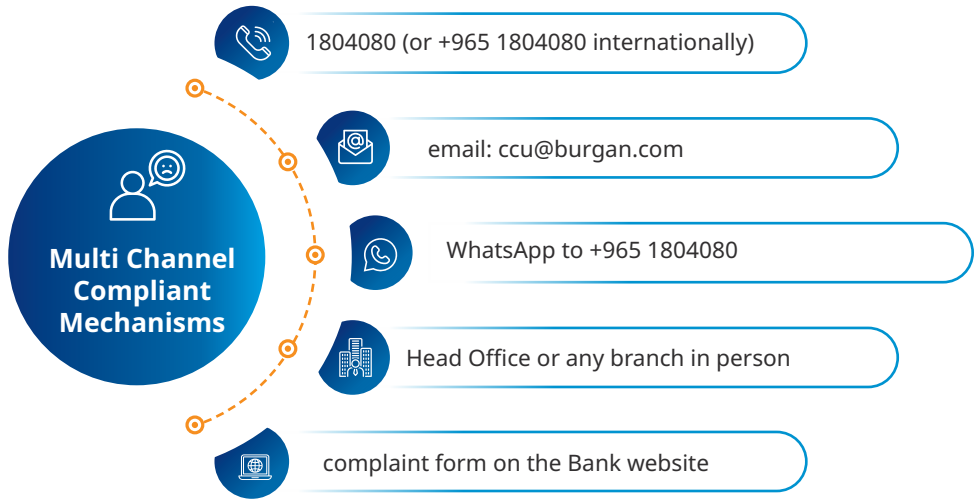 1804080 (or +965 1804080 internationally)
email: ccu@burgan.com
Multi Channel
Compliant
Mechanisms
WhatsApp to +965 1804080
Head Office or any branch in person
complaint form on the Bank website